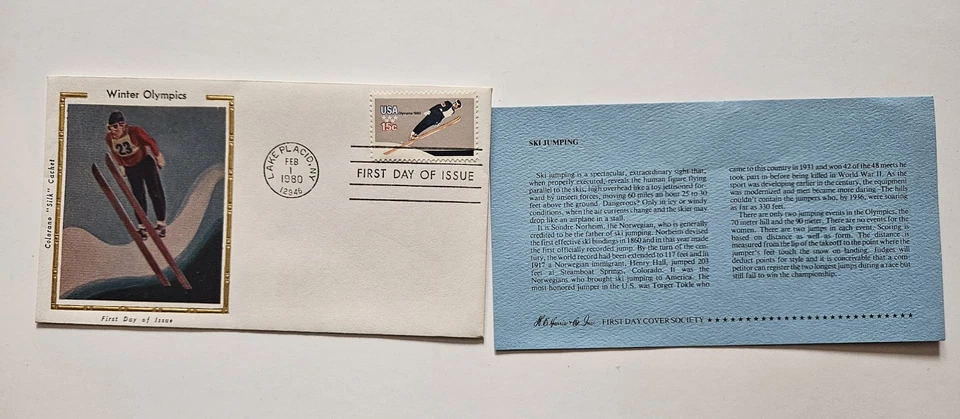 Winter Olympics
23
Colorano "Silk" Cachet
First Day of Issue
LAKE PLACID, NY
FEB
1
1980
12946
USA
Olympics 1980
15c
FIRST DAY OF ISSUE
SKI JUMPING
Ski jumping is a spectacular, extraordinary sight that,
when properly executed, reveals the human figure flying
parallel to the skis, high overhead like a toy jettisoned for-
ward by unseen forces, moving 60 miles an hour 25 to 30
feet above the ground. Dangerous? Only in icy or windy
conditions, when the air currents change and the skier may
drop like an airplane in a stall.
It is Sondre Norheim, the Norwegian, who is generally
credited to be the father of ski jumping. Norheim devised
the first effective ski bindings in 1860 and in that year made
the first officially recorded jump. By the turn of the cen-
tury, the world record had been extended to 117 feet and in
1917 a Norwegian immigrant, Henry Hall, jumped 203
feet at Steamboat Springs, Colorado. It was the
Norwegians who brought ski jumping to America. The
most honored jumper in the U.S. was Torger Tokle who
came to this country in 1931 and won 42 of the 48 meets he
took part in before being killed in World War II. As the
sport was developing earlier in the century, the equipment
was modernized and men became more daring. The hills
couldn't contain the jumpers who, by 1936, were soaring
as far as 330 feet.
There are only two jumping events in the Olympics, the
70 meter hill and the 90 meter. There are no events for the
women. There are two jumps in each event. Scoring is
based on distance as well as form. The distance is
measured from the lip of the takeoff to the point where the
jumper's feet touch the snow on landing. Judges will
deduct points for style and it is conceivable that a com-
petitor can register the two longest jumps during a race but
still fail to win the championship.
FIRST DAY COVER SOCIETY